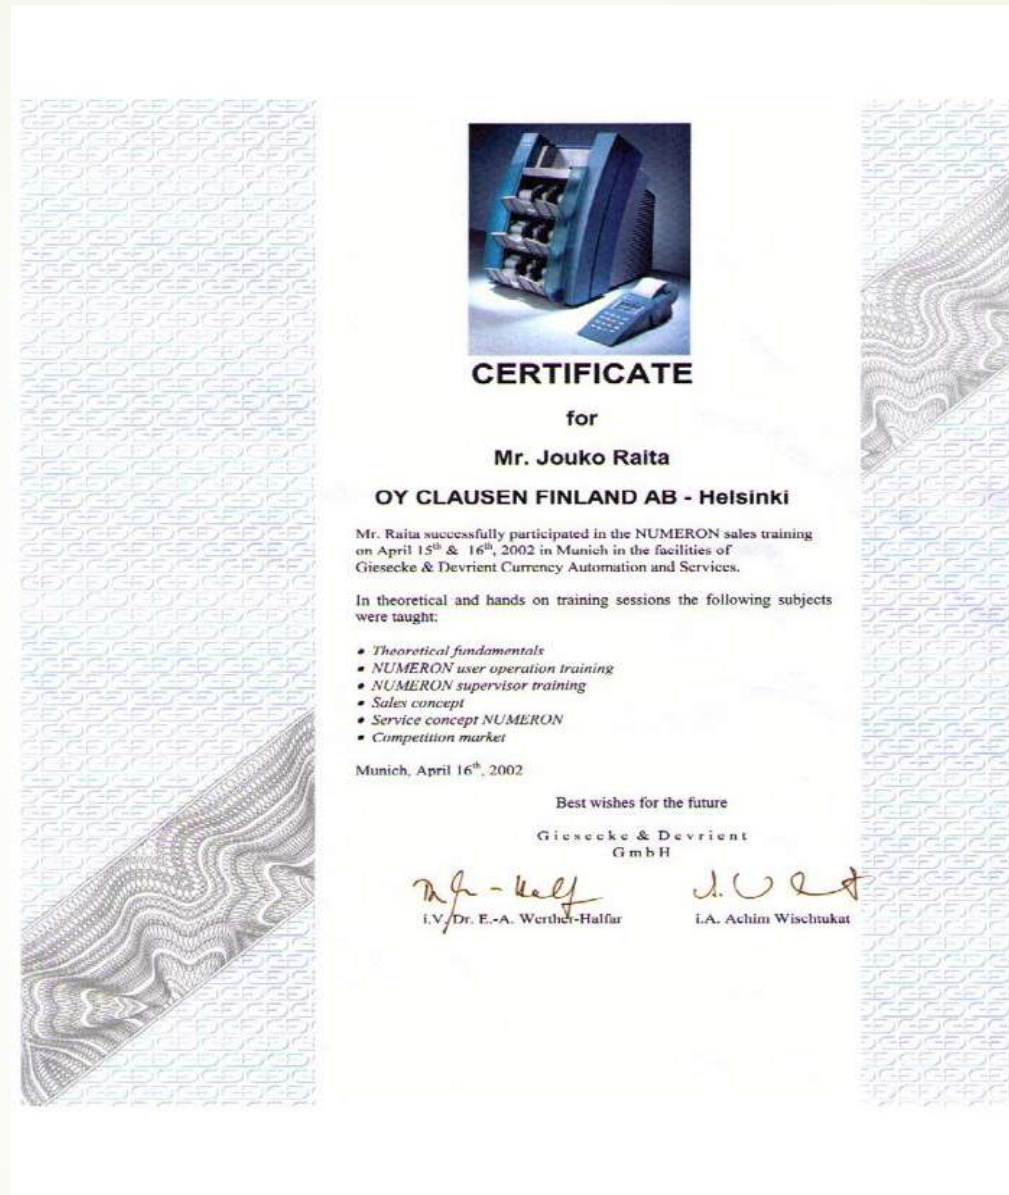 CERTIFICATE
for
Mr. Jouko Raita
OY CLAUSEN FINLAND AB - Helsinki
Mr. Raita successfully participated in the NUMERON sales training
on April 15th & 16th, 2002 in Munich in the facilities of
Giesecke & Devrient Currency Automation and Services.
In theoretical and hands on training sessions the following subjects
were taught:
• Theoretical fundamentals
• NUMERON user operation training
• NUMERON supervisor training
• Sales concept
• Service concept NUMERON
• Competition market
Munich, April 16th, 2002
Best wishes for the future
Giesecke & Devrient
GmbH
i.V. Dr. E.-A. Werther-Halfar
i.A. Achim Wischtukat